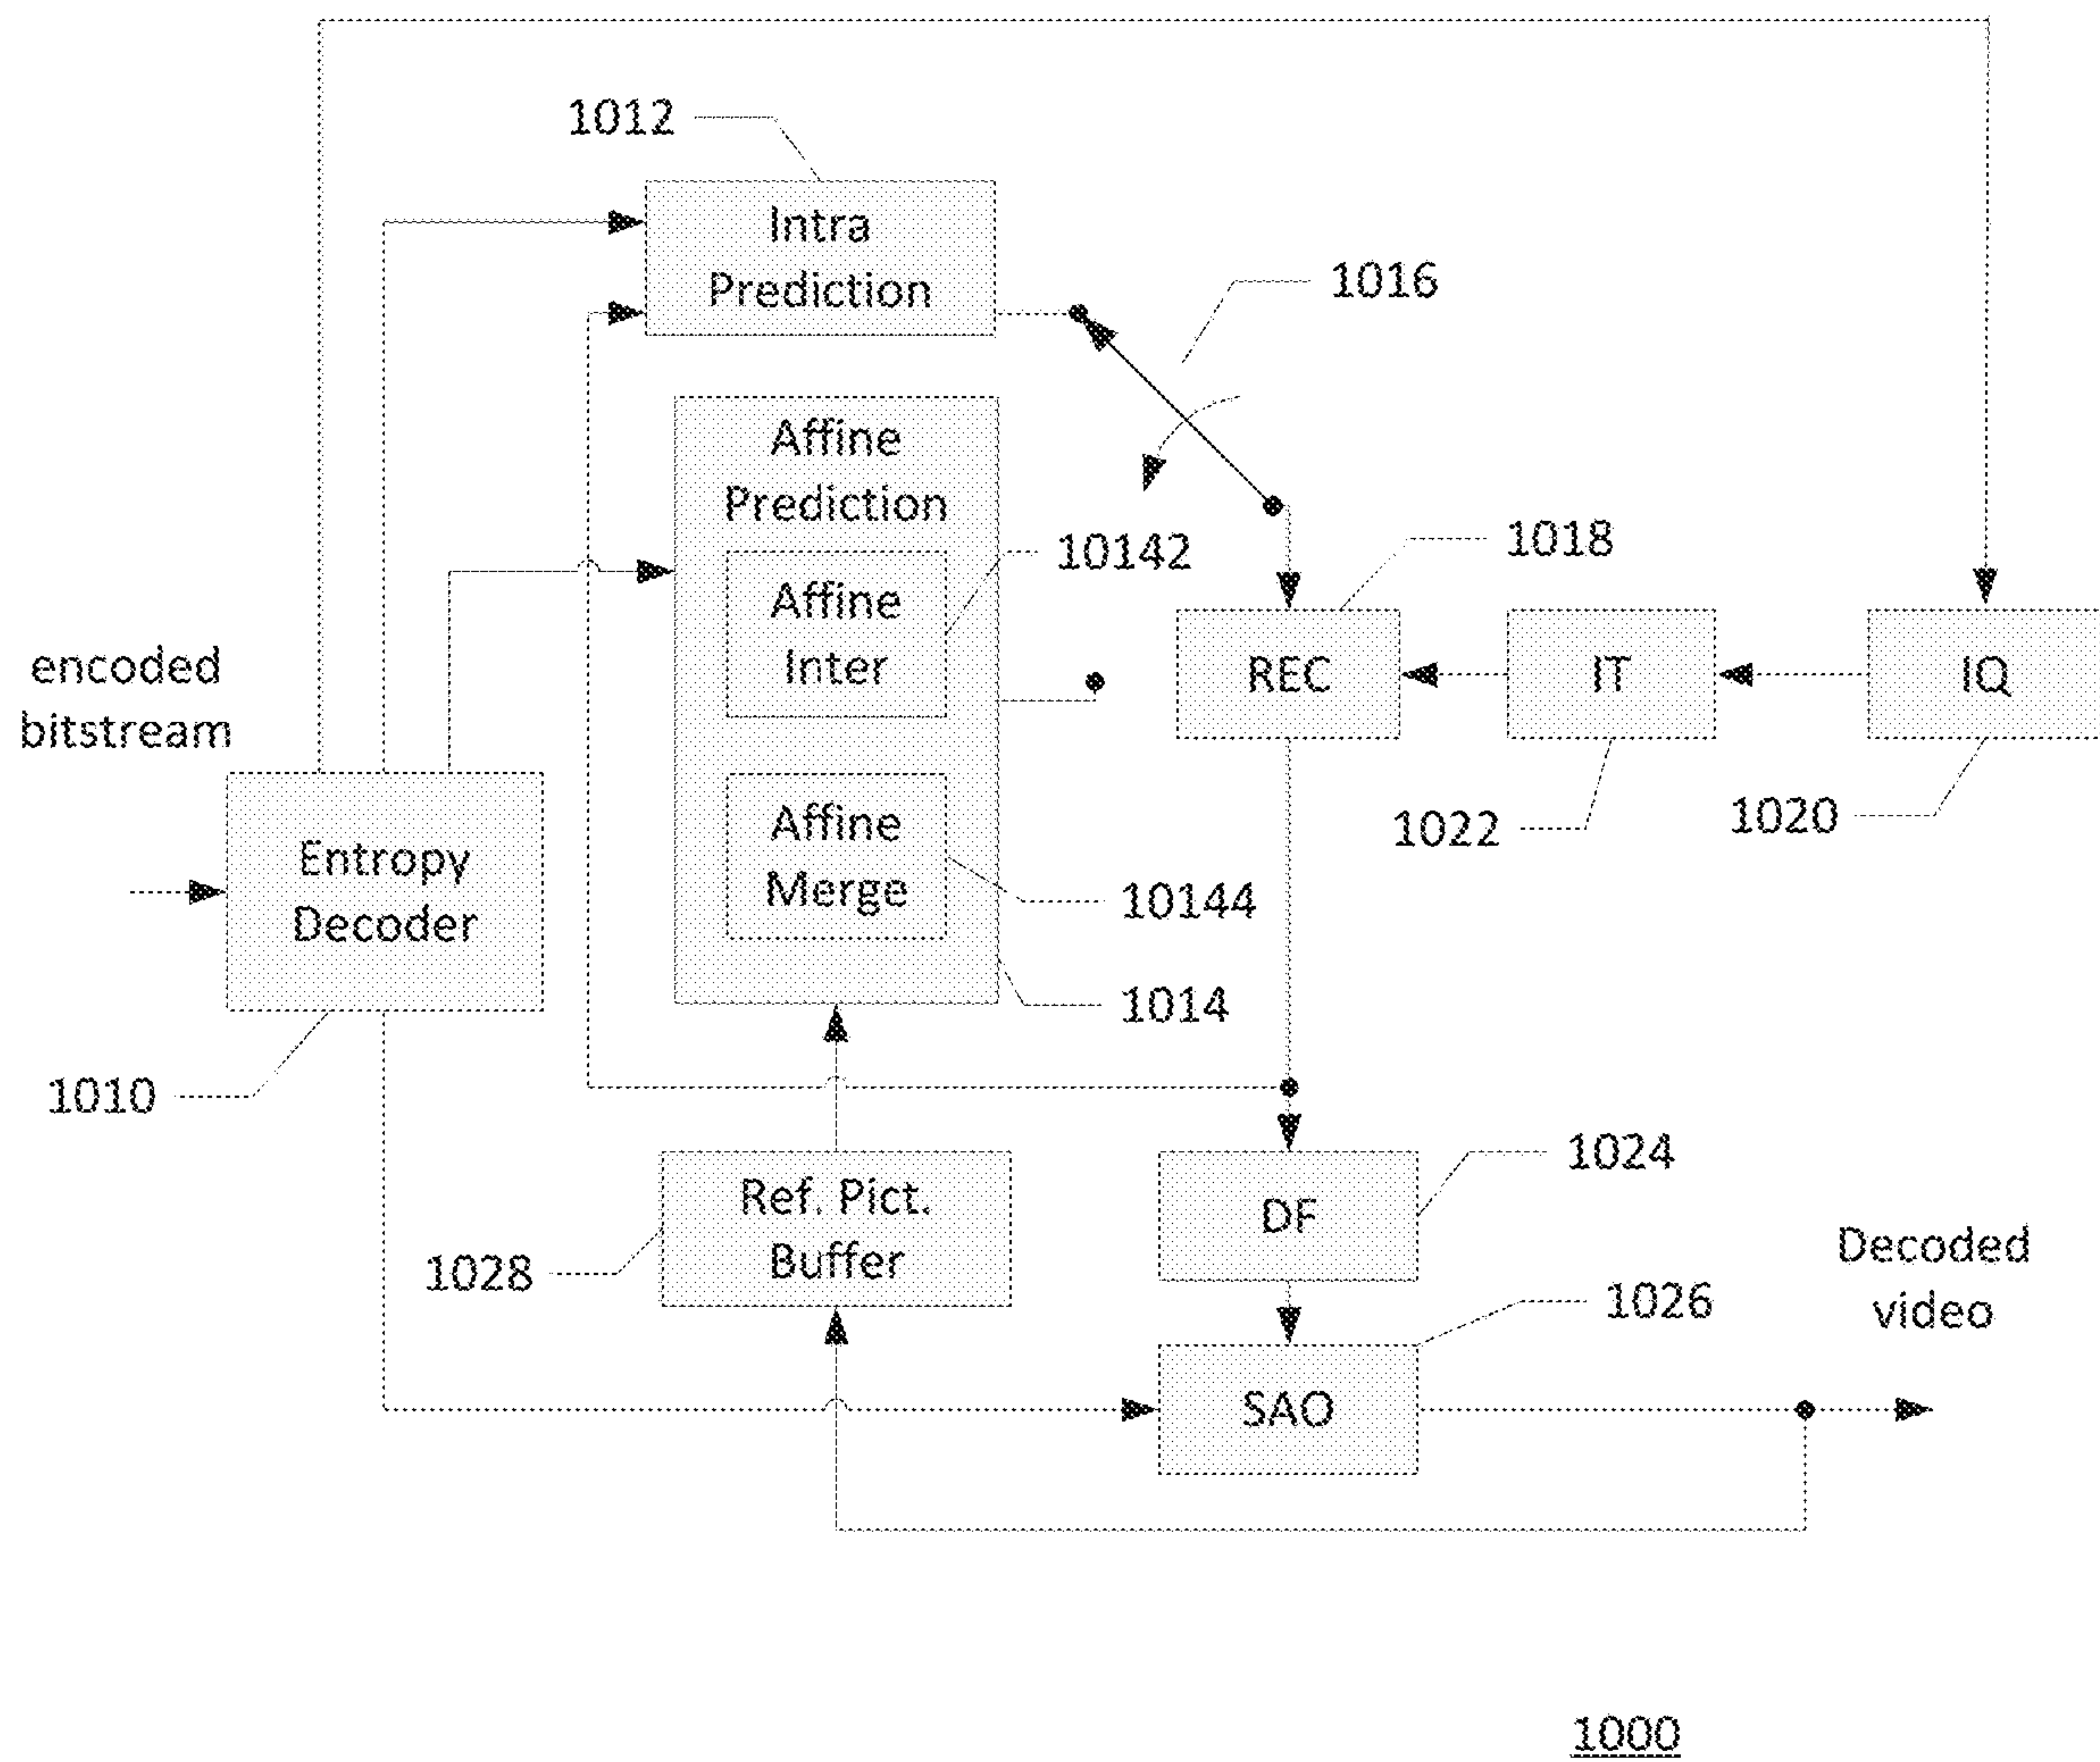 1012
Intra
Prediction
1016
Affine
Prediction
10142
Affine
Inter
1018
REC
IT
IQ
encoded
bitstream
1022
1020
Entropy
Decoder
Affine
Merge
10144
1014
1010
1024
Ref. Pict.
Buffer
DF
1028
Decoded
video
1026
SAO
1000